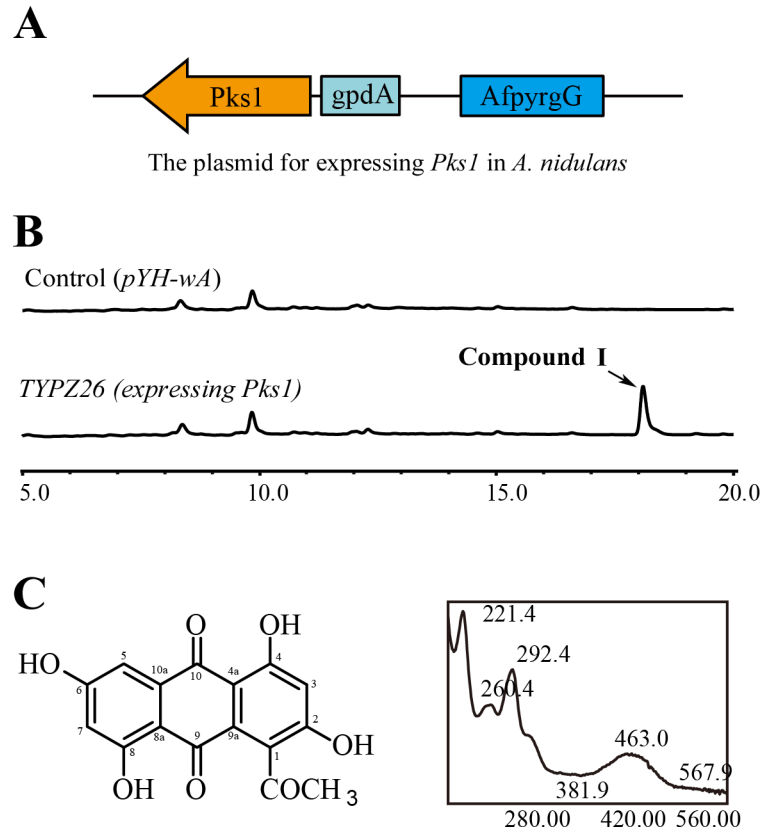 A
Pks1
gpdA
AfpyrgG
The plasmid for expressing Pks1 in A. nidulans
B
Control (pYH-wA)
Compound I
TYPZ26 (expressing Pks1)
5.0 10.0 15.0 20.0
C
O OH
HO 5 10a 10 4a 4 3
6 7 8a 9 9a 2
8 1 OH
OH O COCH3
221.4
292.4
260.4
463.0
567.9
381.9
280.00 420.00 560.00